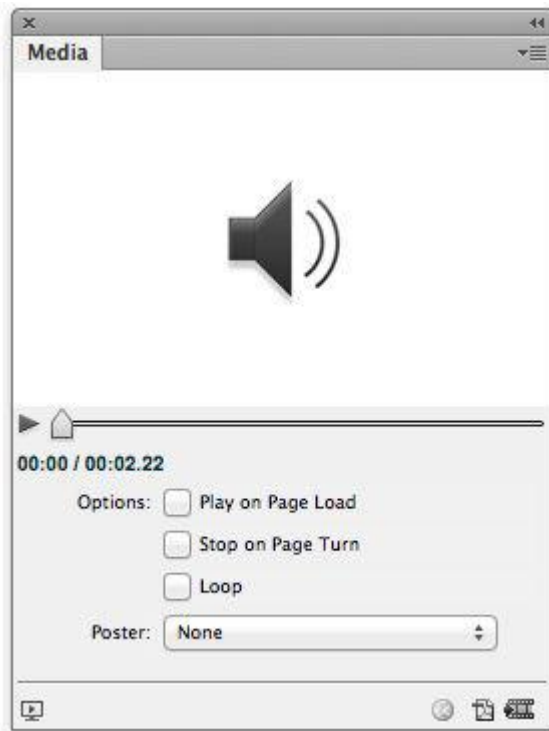 Media
00:00 / 00:02.22
Options: Play on Page Load
Stop on Page Turn
Loop
Poster: None